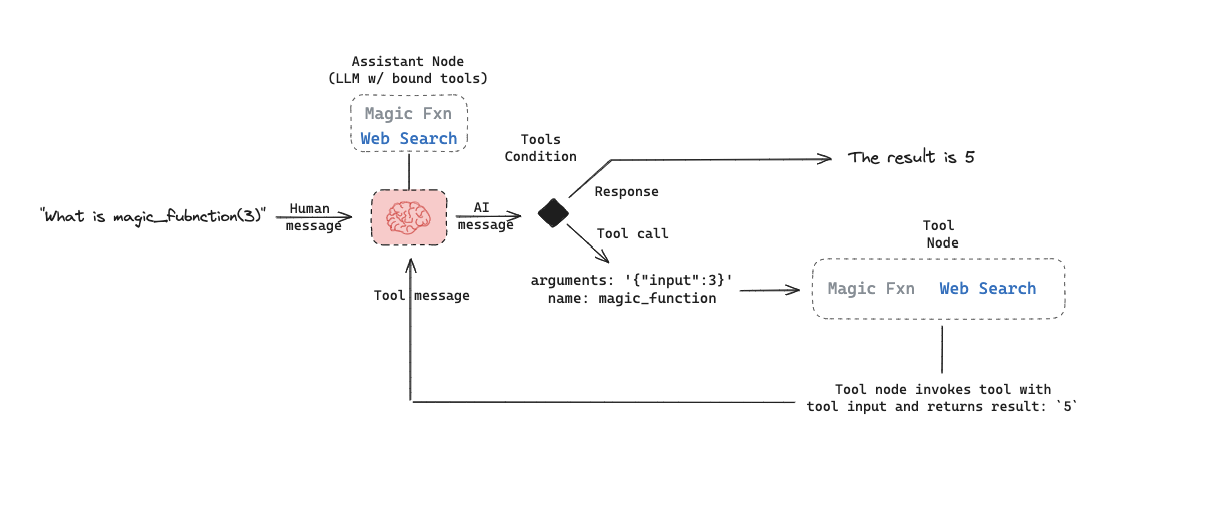 Assistant Node
(LLM w/ bound tools)
Magic Fxn
Web Search
Tools
Condition
The result is 5
Response
"What is magic_fubnction(3)"
Human
message
AI
message
Tool call
Tool
Node
arguments: '{"input":3}'
name: magic_function
Magic Fxn Web Search
Tool message
Tool node invokes tool with
tool input and returns result: `5`